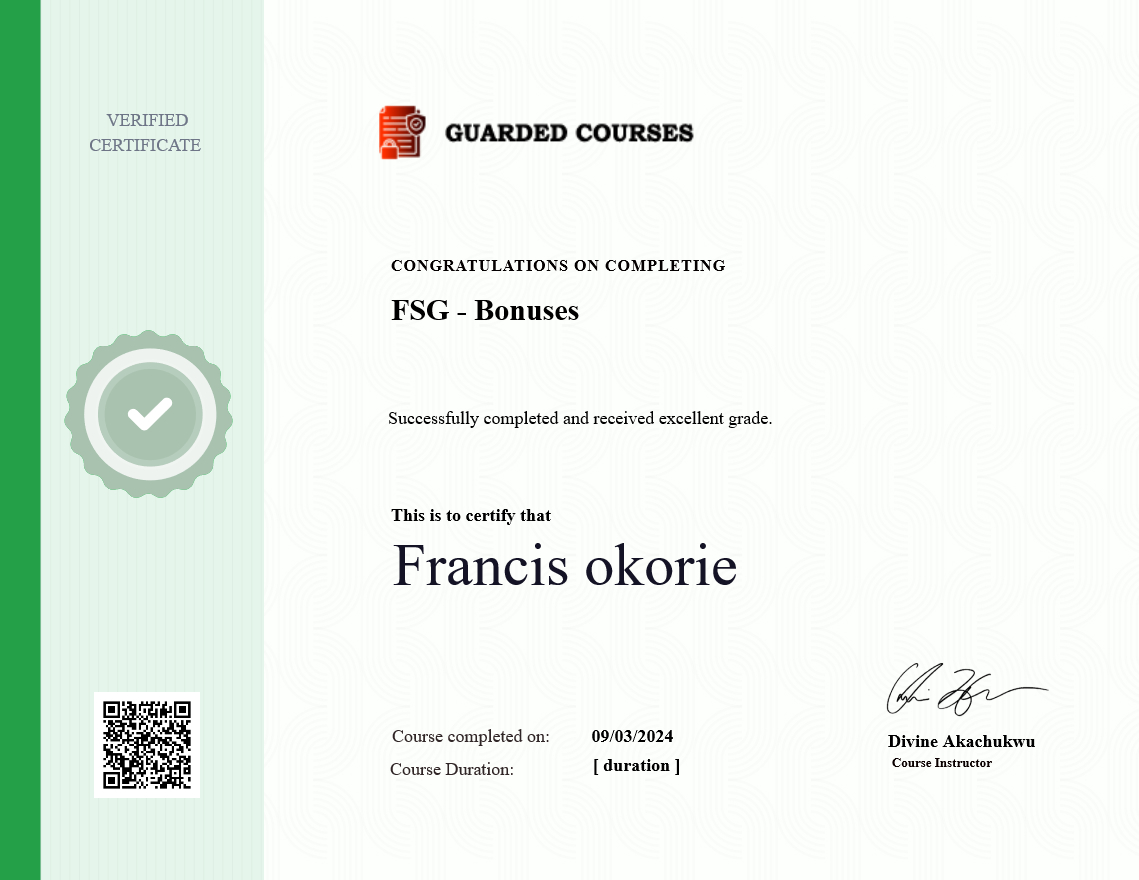 VERIFIED
CERTIFICATE
GUARDED COURSES
CONGRATULATIONS ON COMPLETING
FSG - Bonuses
Successfully completed and received excellent grade.
This is to certify that
Francis okorie
Course completed on: 09/03/2024
Course Duration: [ duration ]
Divine Akachukwu
Course Instructor